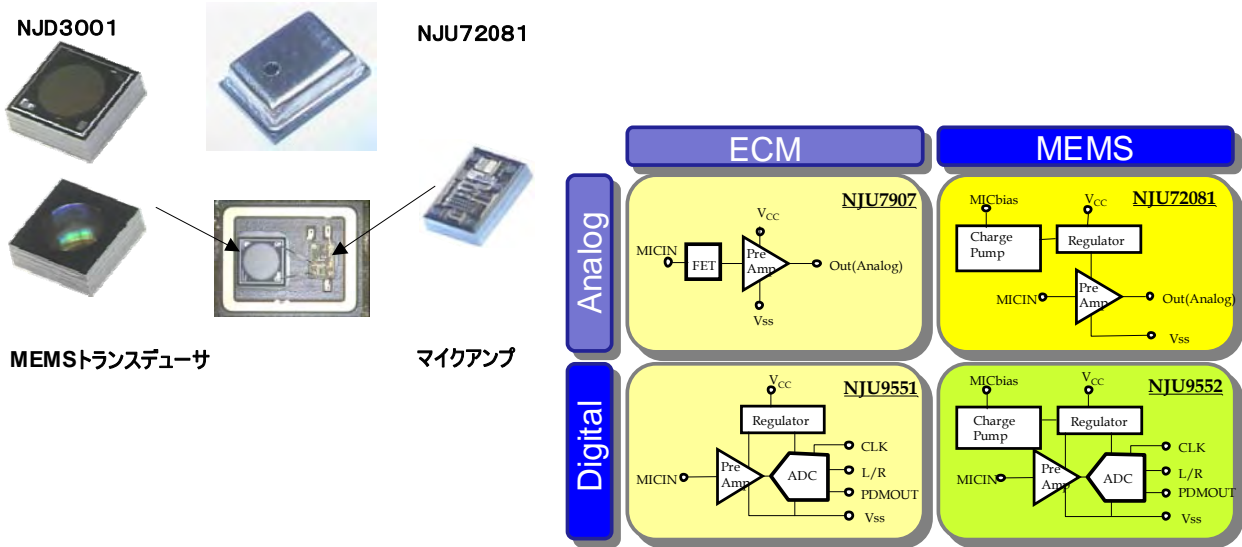 NJD3001
NJU72081
MEMSトランスデューサ
マイクアンプ
ECM
MEMS
Analog
Digital
NJU7907
VCC
MICIN
FET
Pre
Amp
Out(Analog)
Vss
NJU72081
MICbias
VCC
Charge
Pump
Regulator
MICIN
Pre
Amp
Out(Analog)
Vss
NJU9551
VCC
Regulator
CLK
MICIN
Pre
Amp
ADC
L/R
PDMOUT
Vss
NJU9552
MICbias
VCC
Charge
Pump
Regulator
CLK
MICIN
Pre
Amp
ADC
L/R
PDMOUT
Vss